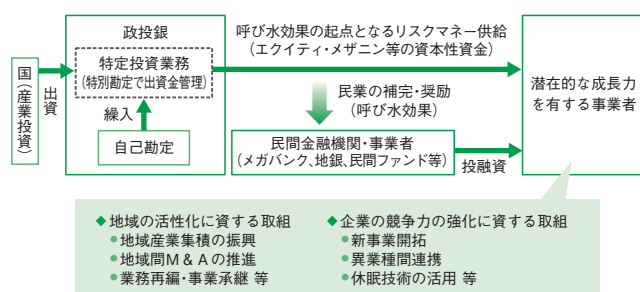 政投銀
呼び水効果の起点となるリスクマネー供給
(エクイティ・メザニン等の資本性資金)
国(産業投資)
出資
特定投資業務
(特別勘定で出資金管理)
繰入
自己勘定
民業の補完・奨励
(呼び水効果)
民間金融機関・事業者
(メガバンク、地銀、民間ファンド等)
投融資
潜在的な成長力
を有する事業者
◆地域の活性化に資する取組
●地域産業集積の振興
●地域間M&Aの推進
●業務再編・事業承継 等
◆企業の競争力の強化に資する取組
●新事業開拓
●異業種間連携
●休眠技術の活用 等